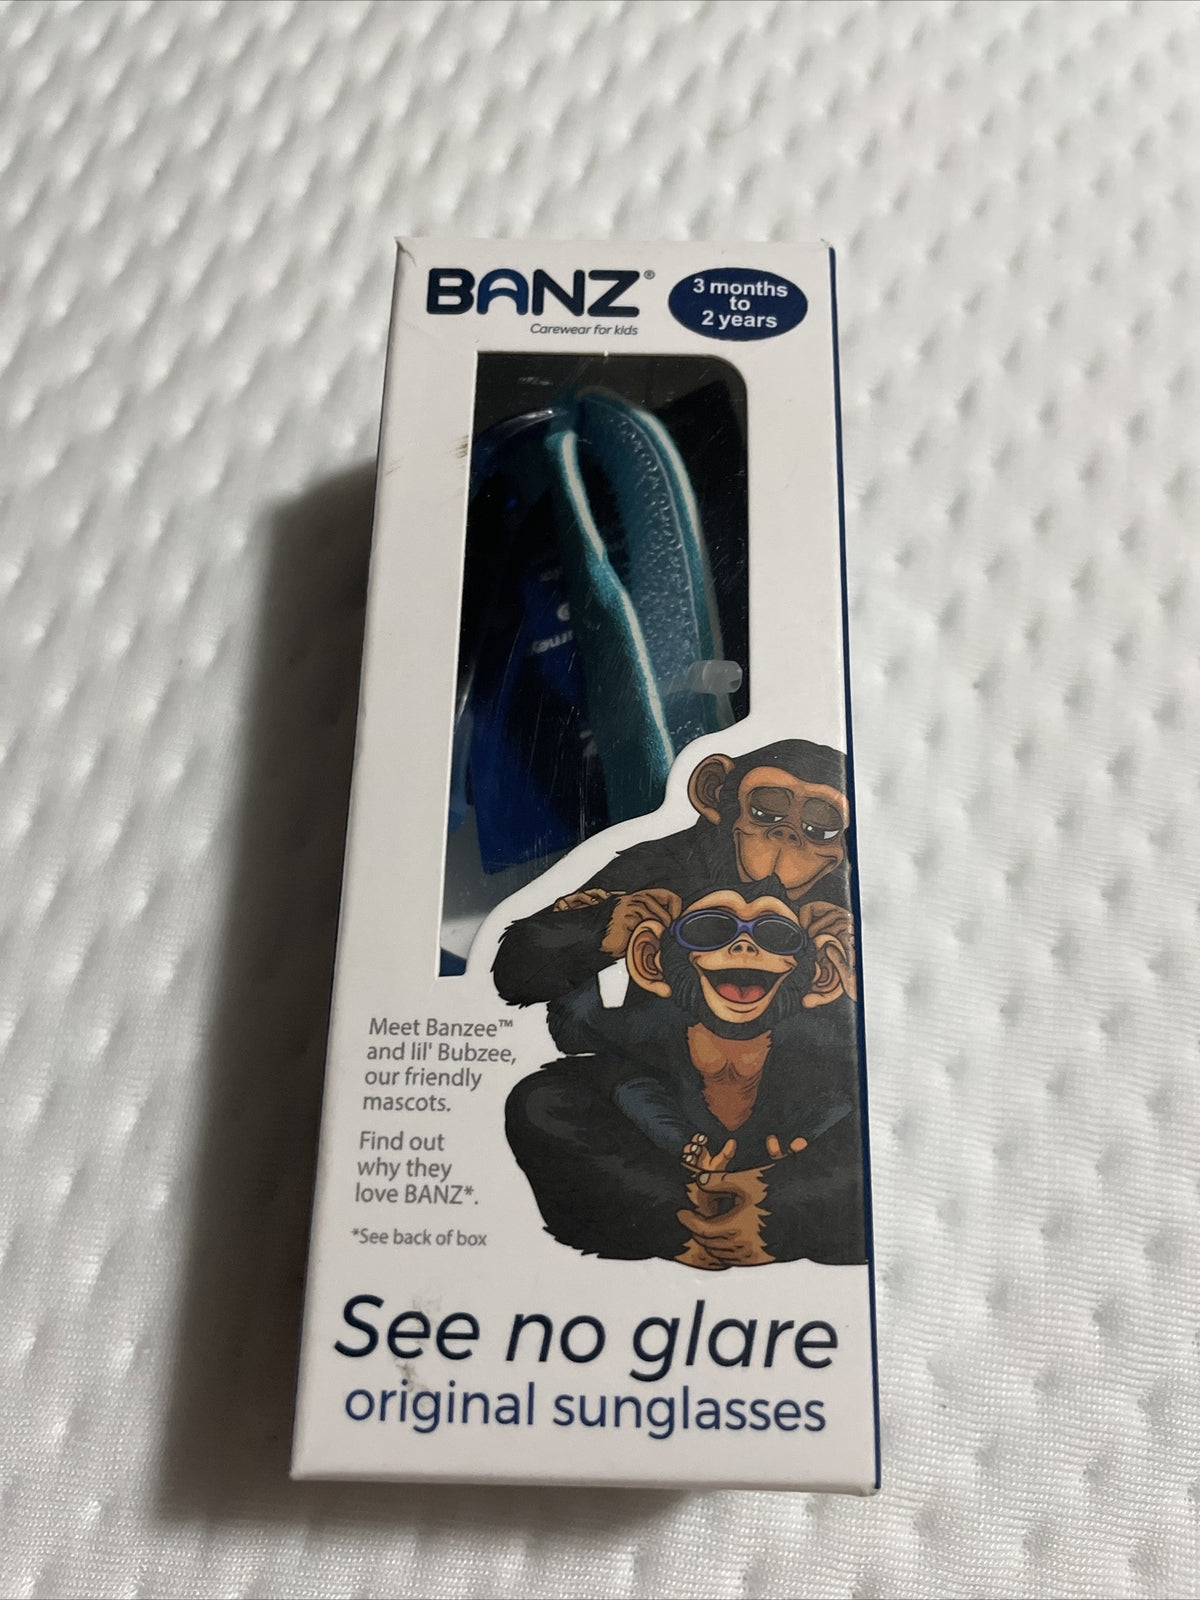 BANZ®
Carewear for kids
3 months
to
2 years
Meet Banzee™
and lil' Bubzee,
our friendly
mascots.
Find out
why they
love BANZ*.
*See back of box
See no glare
original sunglasses